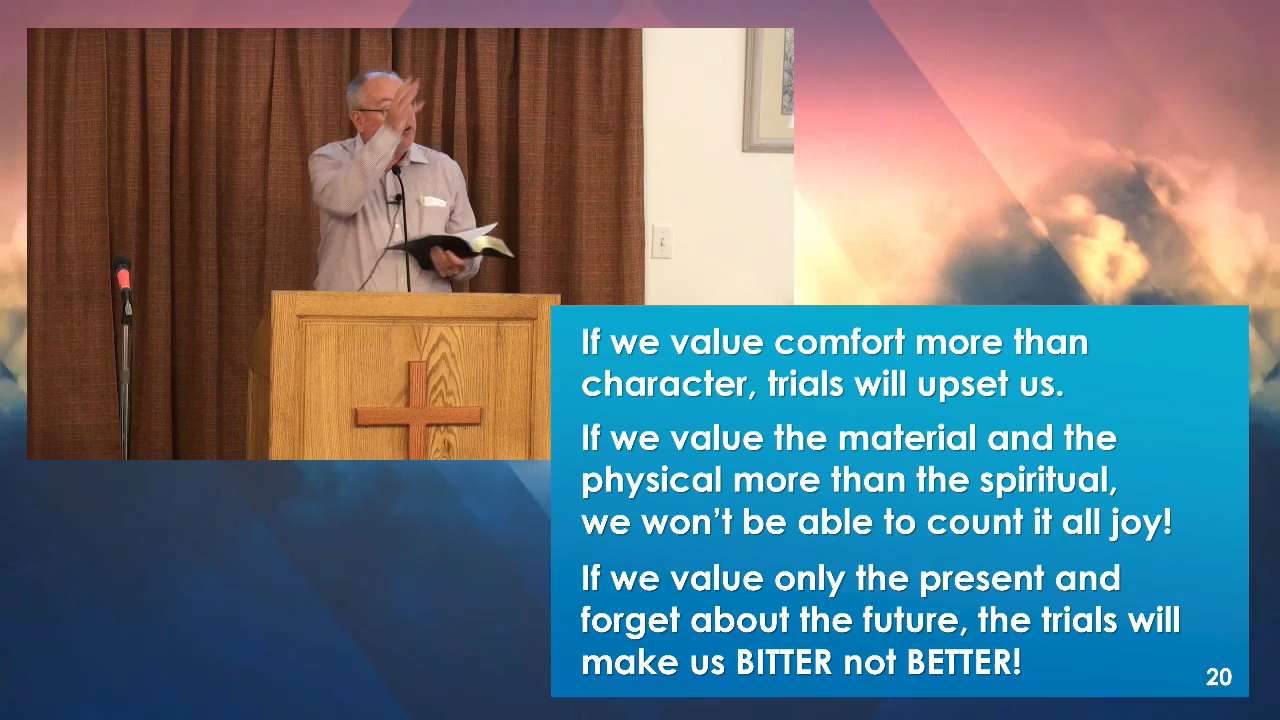 If we value comfort more than
character, trials will upset us.
If we value the material and the
physical more than the spiritual,
we won’t be able to count it all joy!
If we value only the present and
forget about the future, the trials will
make us BITTER not BETTER!
20